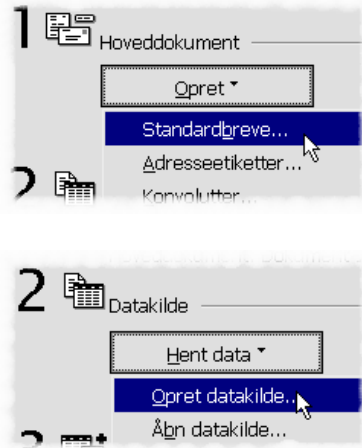 1 Hoveddokument
Opret
Standardbreve...
Adresseetiketter...
2 Konvolutter...
2 Datakilde
Hent data
Opret datakilde...
Åbn datakilde...
3